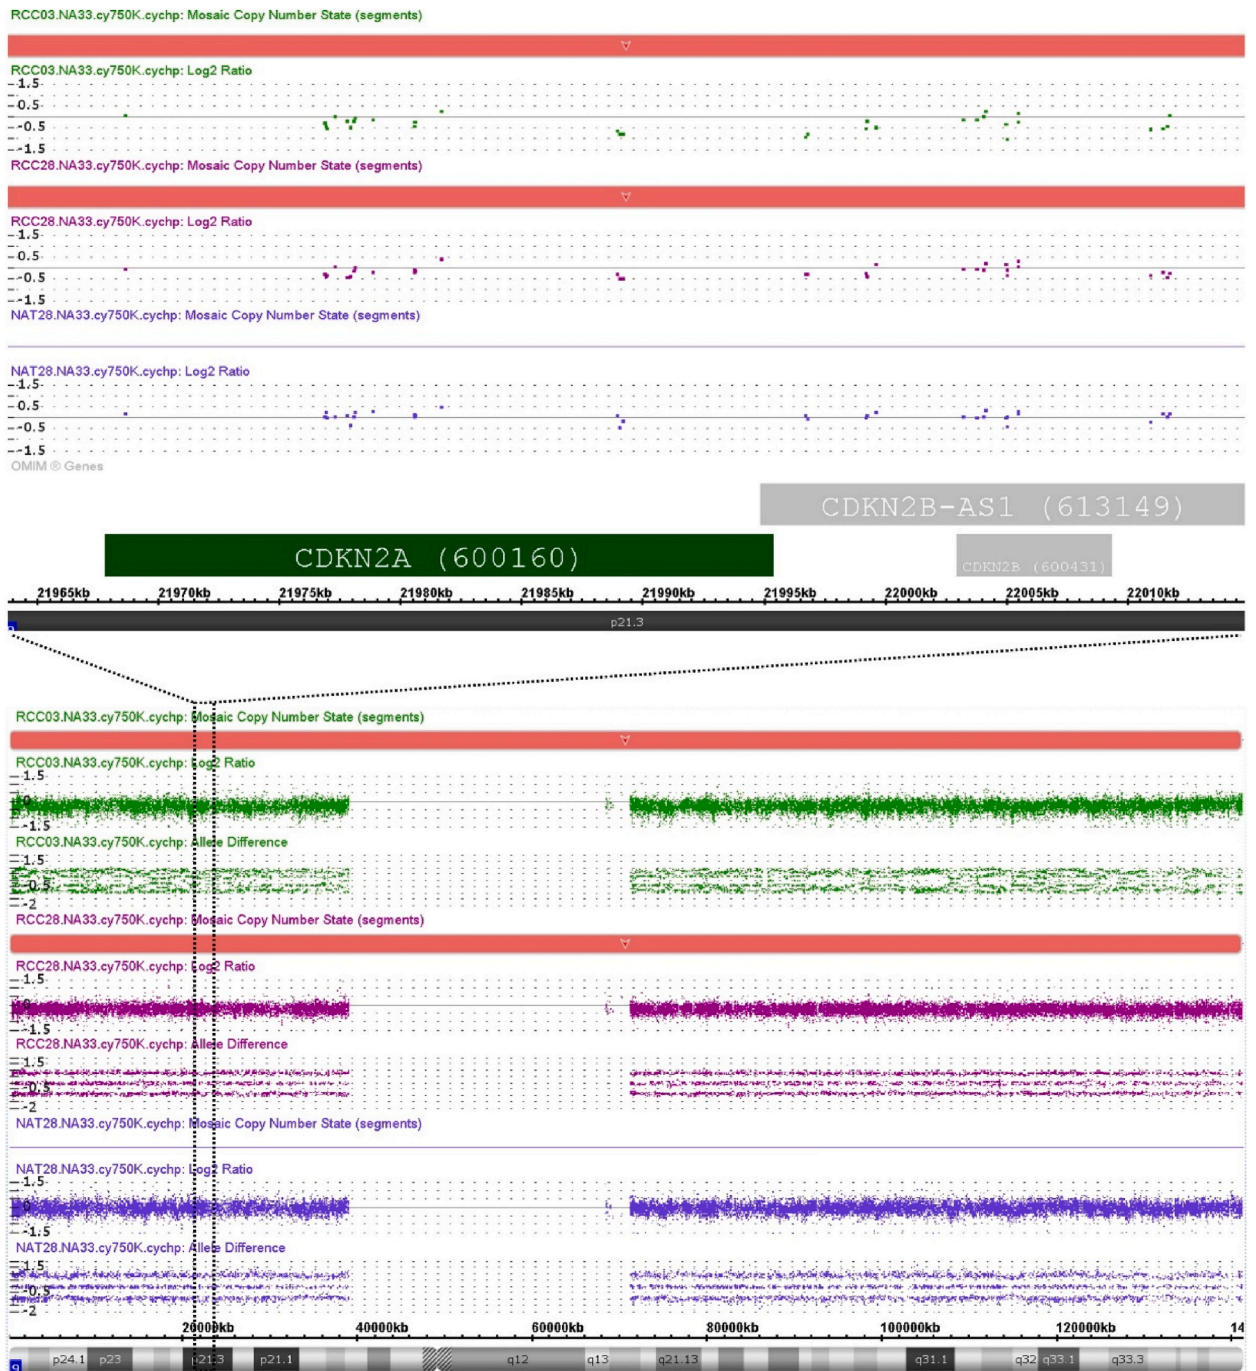 RCC03.NA33.cy750K.cychp: Mosaic Copy Number State (segments)
RCC03.NA33.cy750K.cychp: Log2 Ratio
1.5
0.5
-0.5
-1.5
RCC28.NA33.cy750K.cychp: Mosaic Copy Number State (segments)
RCC28.NA33.cy750K.cychp: Log2 Ratio
1.5
0.5
-0.5
-1.5
NAT28.NA33.cy750K.cychp: Mosaic Copy Number State (segments)
NAT28.NA33.cy750K.cychp: Log2 Ratio
1.5
0.5
-0.5
-1.5
OMIM ® Genes
CDKN2B-AS1 (613149)
CDKN2A (600160)
CDKN2B (600431)
21965kb 21970kb 21975kb 21980kb 21985kb 21990kb 21995kb 22000kb 22005kb 22010kb
p21.3
RCC03.NA33.cy750K.cychp: Mosaic Copy Number State (segments)
RCC03.NA33.cy750K.cychp: Log2 Ratio
1.5
0
-1.5
RCC03.NA33.cy750K.cychp: Allele Difference
1.5
-0.5
-2
RCC28.NA33.cy750K.cychp: Mosaic Copy Number State (segments)
RCC28.NA33.cy750K.cychp: Log2 Ratio
1.5
0
-1.5
RCC28.NA33.cy750K.cychp: Allele Difference
1.5
-0.5
-2
NAT28.NA33.cy750K.cychp: Mosaic Copy Number State (segments)
NAT28.NA33.cy750K.cychp: Log2 Ratio
1.5
0
-1.5
NAT28.NA33.cy750K.cychp: Allele Difference
1.5
-0.5
-2
20000kb 40000kb 60000kb 80000kb 100000kb 120000kb 14
p24.1 p23 p21.3 p21.1 q12 q13 q21.13 q31.1 q32 q33.1 q33.3